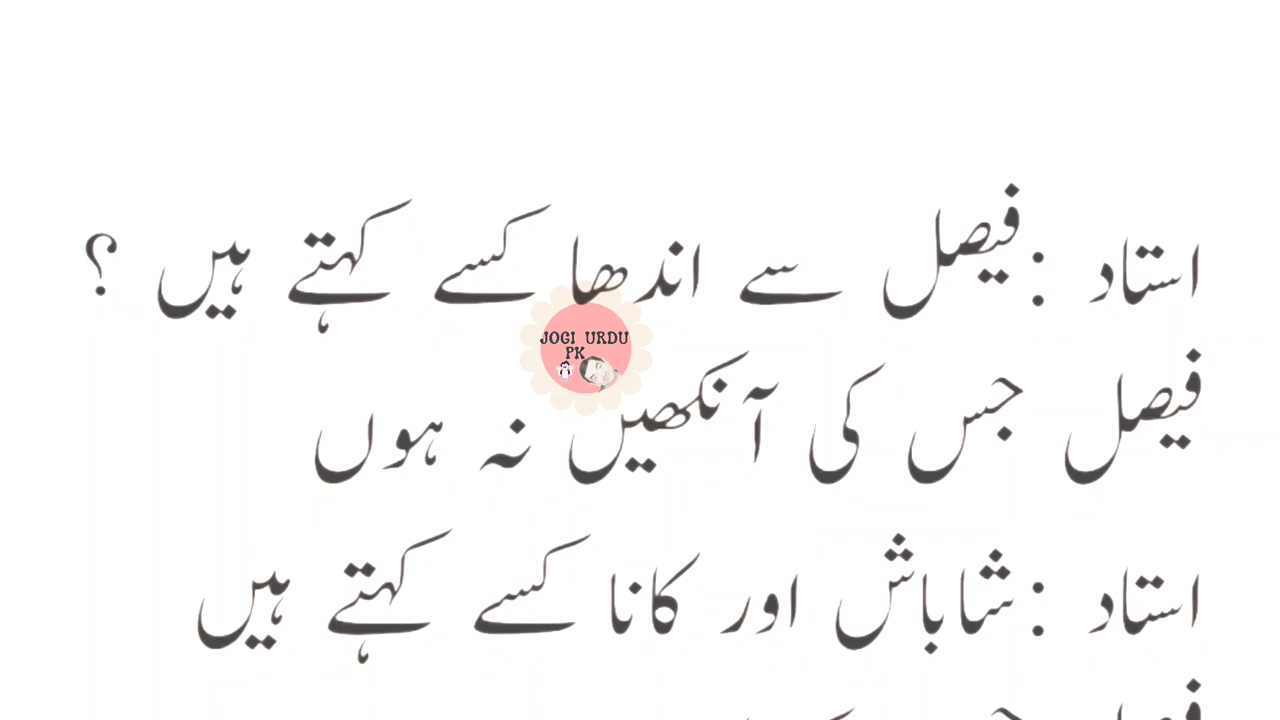 استاد :فیصل سے اندھا کسے کہتے ہیں ؟
JOGI URDU
PK
فیصل جس کی آنکھیں نہ ہوں
استاد :شاباش اور کانا کسے کہتے ہیں